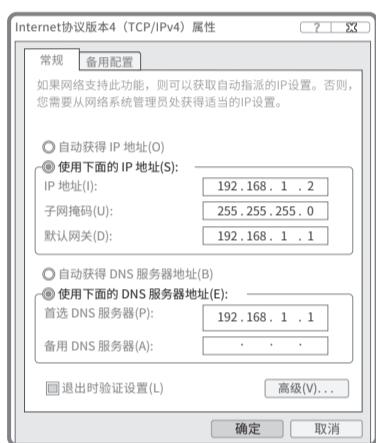 Internet协议版本4（TCP/IPv4）属性
常规 备用配置
如果网络支持此功能，则可以获取自动指派的IP设置。否则，
您需要从网络系统管理员处获得适当的IP设置。
自动获得 IP 地址(O)
使用下面的 IP 地址(S):
IP 地址(I): 192.168. 1 .2
子网掩码(U): 255.255.255.0
默认网关(D): 192.168. 1 .1
自动获得 DNS 服务器地址(B)
使用下面的 DNS 服务器地址(E):
首选 DNS 服务器(P): 192.168. 1 .1
备用 DNS 服务器(A): . . .
退出时验证设置(L) 高级(V)...
确定 取消